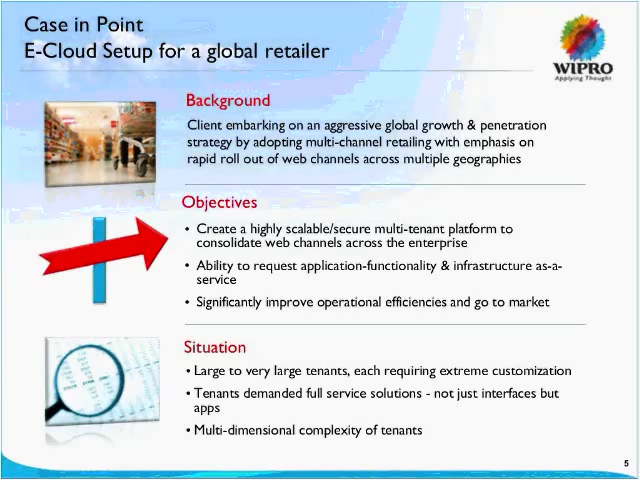 Case in Point
E-Cloud Setup for a global retailer
WIPRO
Applying Thought
Background
Client embarking on an aggressive global growth & penetration
strategy by adopting multi-channel retailing with emphasis on
rapid roll out of web channels across multiple geographies
Objectives
• Create a highly scalable/secure multi-tenant platform to
consolidate web channels across the enterprise
• Ability to request application-functionality & infrastructure as-a-
service
• Significantly improve operational efficiencies and go to market
Situation
• Large to very large tenants, each requiring extreme customization
• Tenants demanded full service solutions - not just interfaces but
apps
• Multi-dimensional complexity of tenants
5